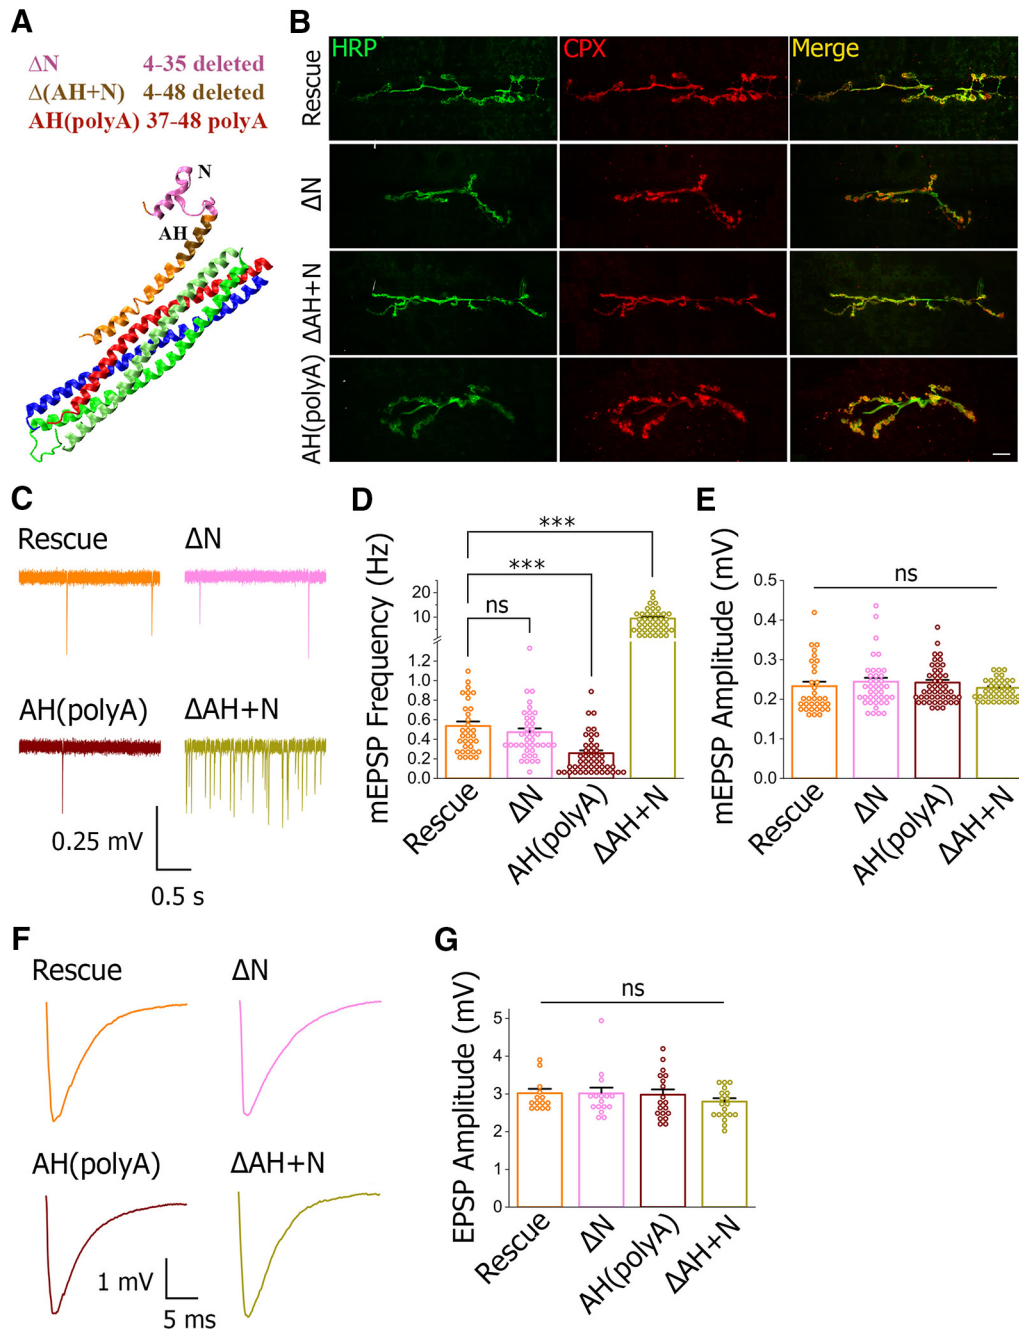 A
ΔN 4-35 deleted
Δ(AH+N) 4-48 deleted
AH(polyA) 37-48 polyA
N
AH
B
HRP
CPX
Merge
Rescue
ΔN
ΔAH+N
AH(polyA)
C
Rescue
ΔN
AH(polyA)
ΔAH+N
0.25 mV
0.5 s
D
mEPSP Frequency (Hz)
***
***
ns
20
10
1.2
1.0
0.8
0.6
0.4
0.2
0.0
Rescue
ΔN
AH(polyA)
ΔAH+N
E
mEPSP Amplitude (mV)
ns
0.5
0.4
0.3
0.2
0.1
0.0
Rescue
ΔN
AH(polyA)
ΔAH+N
F
Rescue
ΔN
AH(polyA)
ΔAH+N
1 mV
5 ms
G
EPSP Amplitude (mV)
ns
5
4
3
2
1
0
Rescue
ΔN
AH(polyA)
ΔAH+N